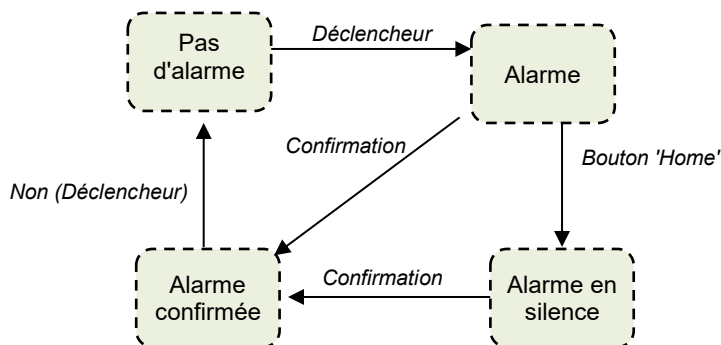 Pas
d'alarme
Déclencheur
Alarme
Confirmation
Bouton 'Home'
Non (Déclencheur)
Alarme
confirmée
Confirmation
Alarme en
silence